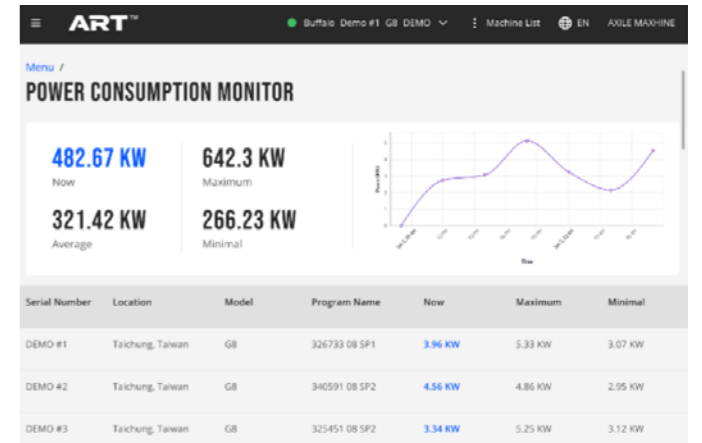 ≡ ART™ Buffalo Demo #1 G8 DEMO Machine List EN AXILE MAXHINE
Menu /
POWER CONSUMPTION MONITOR
482.67 KW 642.3 KW
Now Maximum
321.42 KW 266.23 KW
Average Minimal
Time
Serial Number Location Model Program Name Now Maximum Minimal
DEMO #1 Taichung, Taiwan G8 326733 08 SP1 3.96 KW 5.33 KW 3.07 KW
DEMO #2 Taichung, Taiwan G8 340591 08 SP2 4.56 KW 4.86 KW 2.95 KW
DEMO #3 Taichung, Taiwan G8 325451 08 SP2 3.34 KW 5.25 KW 3.12 KW